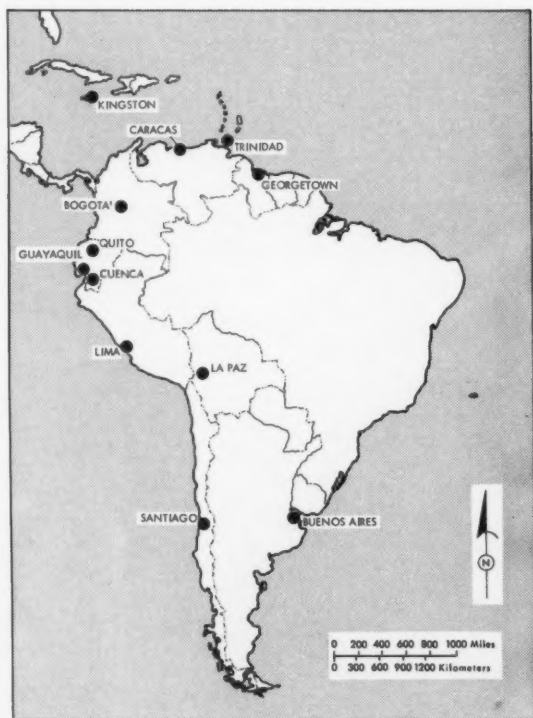 KINGSTON
CARACAS
TRINIDAD
GEORGETOWN
BOGOTA'
QUITO
GUAYAQUIL
CUENCA
LIMA
LA PAZ
SANTIAGO
BUENOS AIRES
N
0 200 400 600 800 1000 Miles
0 300 600 900 1200 Kilometers